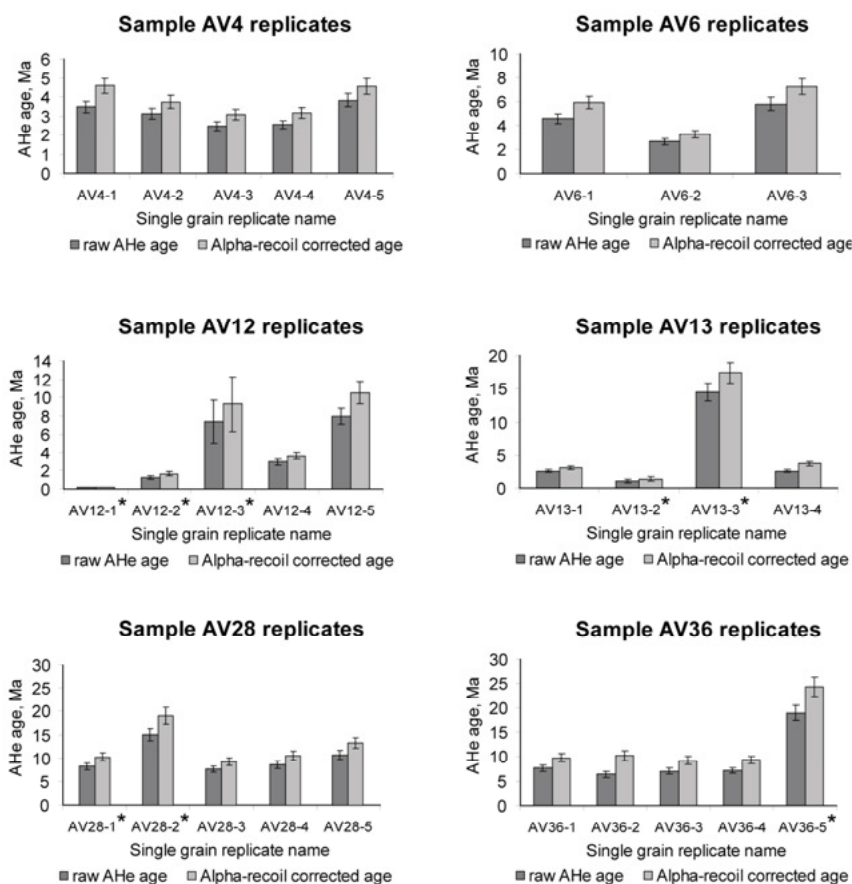 Sample AV4 replicates
AHe age, Ma
6
5
4
3
2
1
0
AV4-1 AV4-2 AV4-3 AV4-4 AV4-5
Single grain replicate name
raw AHe age Alpha-recoil corrected age
Sample AV6 replicates
AHe age, Ma
10
8
6
4
2
0
AV6-1 AV6-2 AV6-3
Single grain replicate name
raw AHe age Alpha-recoil corrected age
Sample AV12 replicates
AHe age, Ma
14
12
10
8
6
4
2
0
AV12-1* AV12-2* AV12-3* AV12-4 AV12-5
Single grain replicate name
raw AHe age Alpha-recoil corrected age
Sample AV13 replicates
AHe age, Ma
20
15
10
5
0
AV13-1 AV13-2* AV13-3* AV13-4
Single grain replicate name
raw AHe age Alpha-recoil corrected age
Sample AV28 replicates
AHe age, Ma
30
25
20
15
10
5
0
AV28-1* AV28-2* AV28-3 AV28-4 AV28-5
Single grain replicate name
raw AHe age Alpha-recoil corrected age
Sample AV36 replicates
AHe age, Ma
30
25
20
15
10
5
0
AV36-1 AV36-2 AV36-3 AV36-4 AV36-5*
Single grain replicate name
raw AHe age Alpha-recoil corrected age